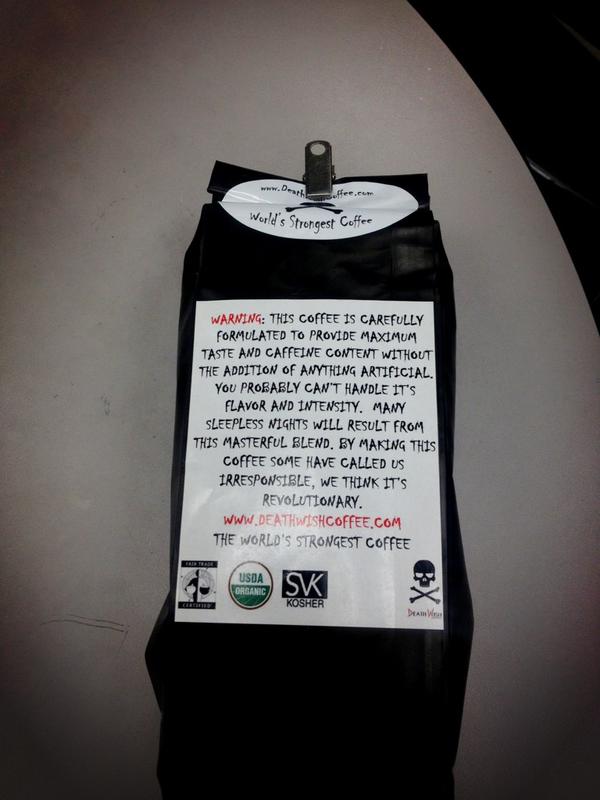 www.DeathWishCoffee.com
World's Strongest Coffee
WARNING: THIS COFFEE IS CAREFULLY
FORMULATED TO PROVIDE MAXIMUM
TASTE AND CAFFEINE CONTENT WITHOUT
THE ADDITION OF ANYTHING ARTIFICIAL.
YOU PROBABLY CAN'T HANDLE IT'S
FLAVOR AND INTENSITY. MANY
SLEEPLESS NIGHTS WILL RESULT FROM
THIS MASTERFUL BLEND. BY MAKING THIS
COFFEE SOME HAVE CALLED US
IRRESPONSIBLE, WE THINK IT'S
REVOLUTIONARY.
WWW.DEATHWISHCOFFEE.COM
THE WORLD'S STRONGEST COFFEE
FAIR TRADE
CERTIFIED
USDA
ORGANIC
SVK
KOSHER
DEATH WISH